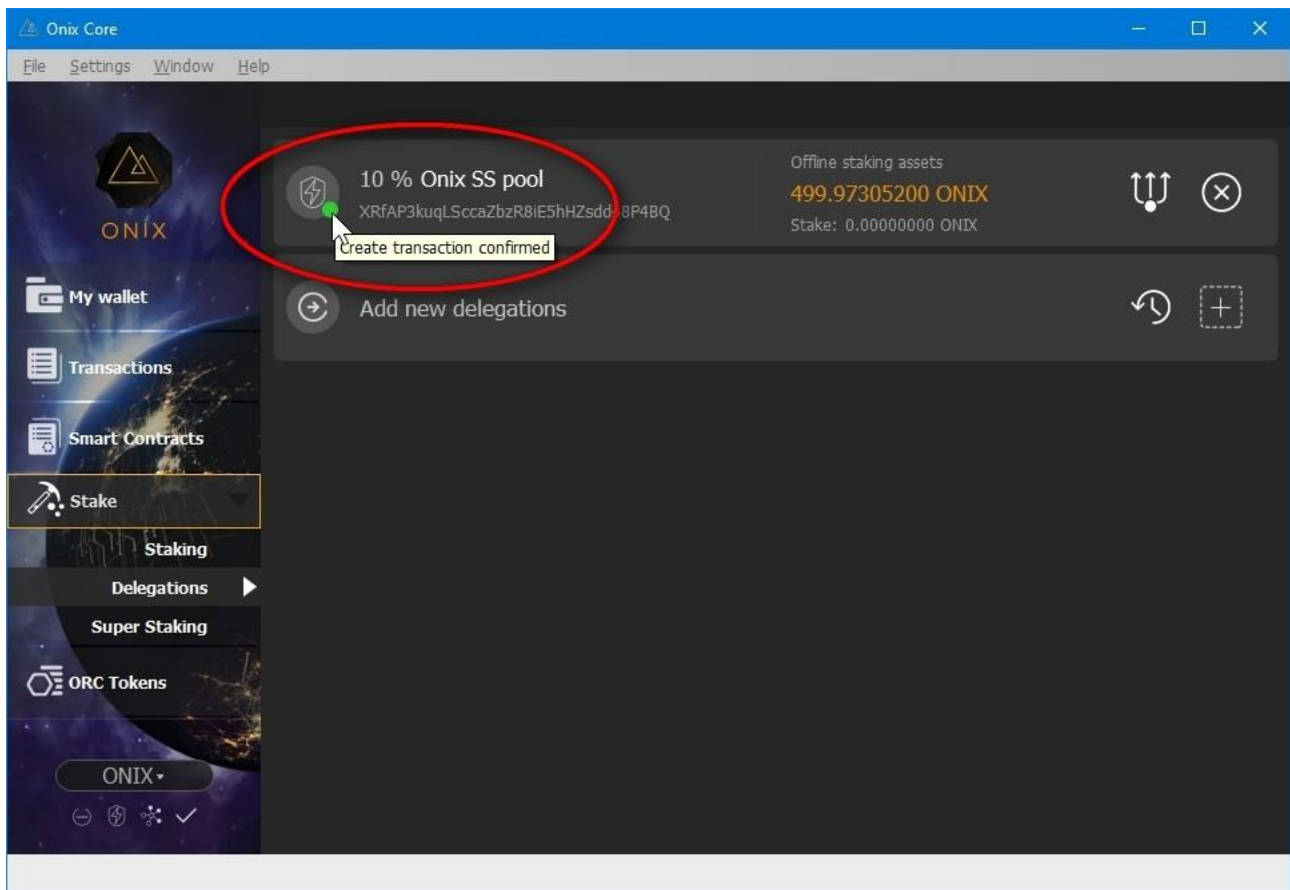 Onix Core
File Settings Window Help
ONIX
10 % Onix SS pool
Create transaction confirmed
Offline staking assets
499.97305200 ONIX
Stake: 0.00000000 ONIX
Add new delegations
My wallet
Transactions
Smart Contracts
Stake
Staking
Delegations
Super Staking
ORC Tokens
ONIX